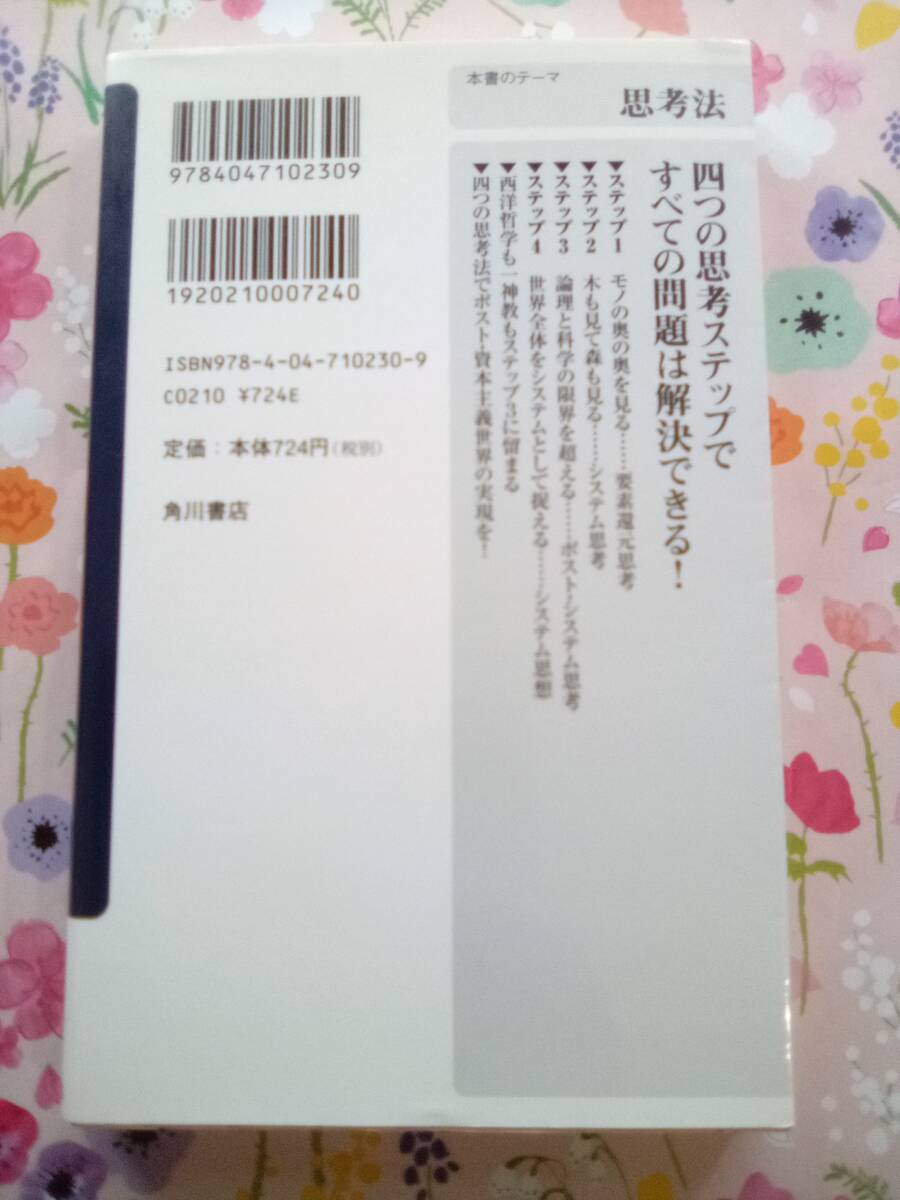 本書のテーマ
思考法
四つの思考ステップで
すべての問題は解決できる!
▼ステップ1 モノの奥の奥を見る……要素還元思考
▼ステップ2 木も見て森も見る……システム思考
▼ステップ3 論理と科学の限界を超える……ポスト・システム思考
▼ステップ4 世界全体をシステムとして捉える……システム思想
▼西洋哲学も一神教もステップ3に留まる
▼四つの思考法でポスト・資本主義世界の実現を!
9784047102309
1920210007240
ISBN978-4-04-710230-9
C0210 ¥724E
定価:本体724円(税別)
角川書店